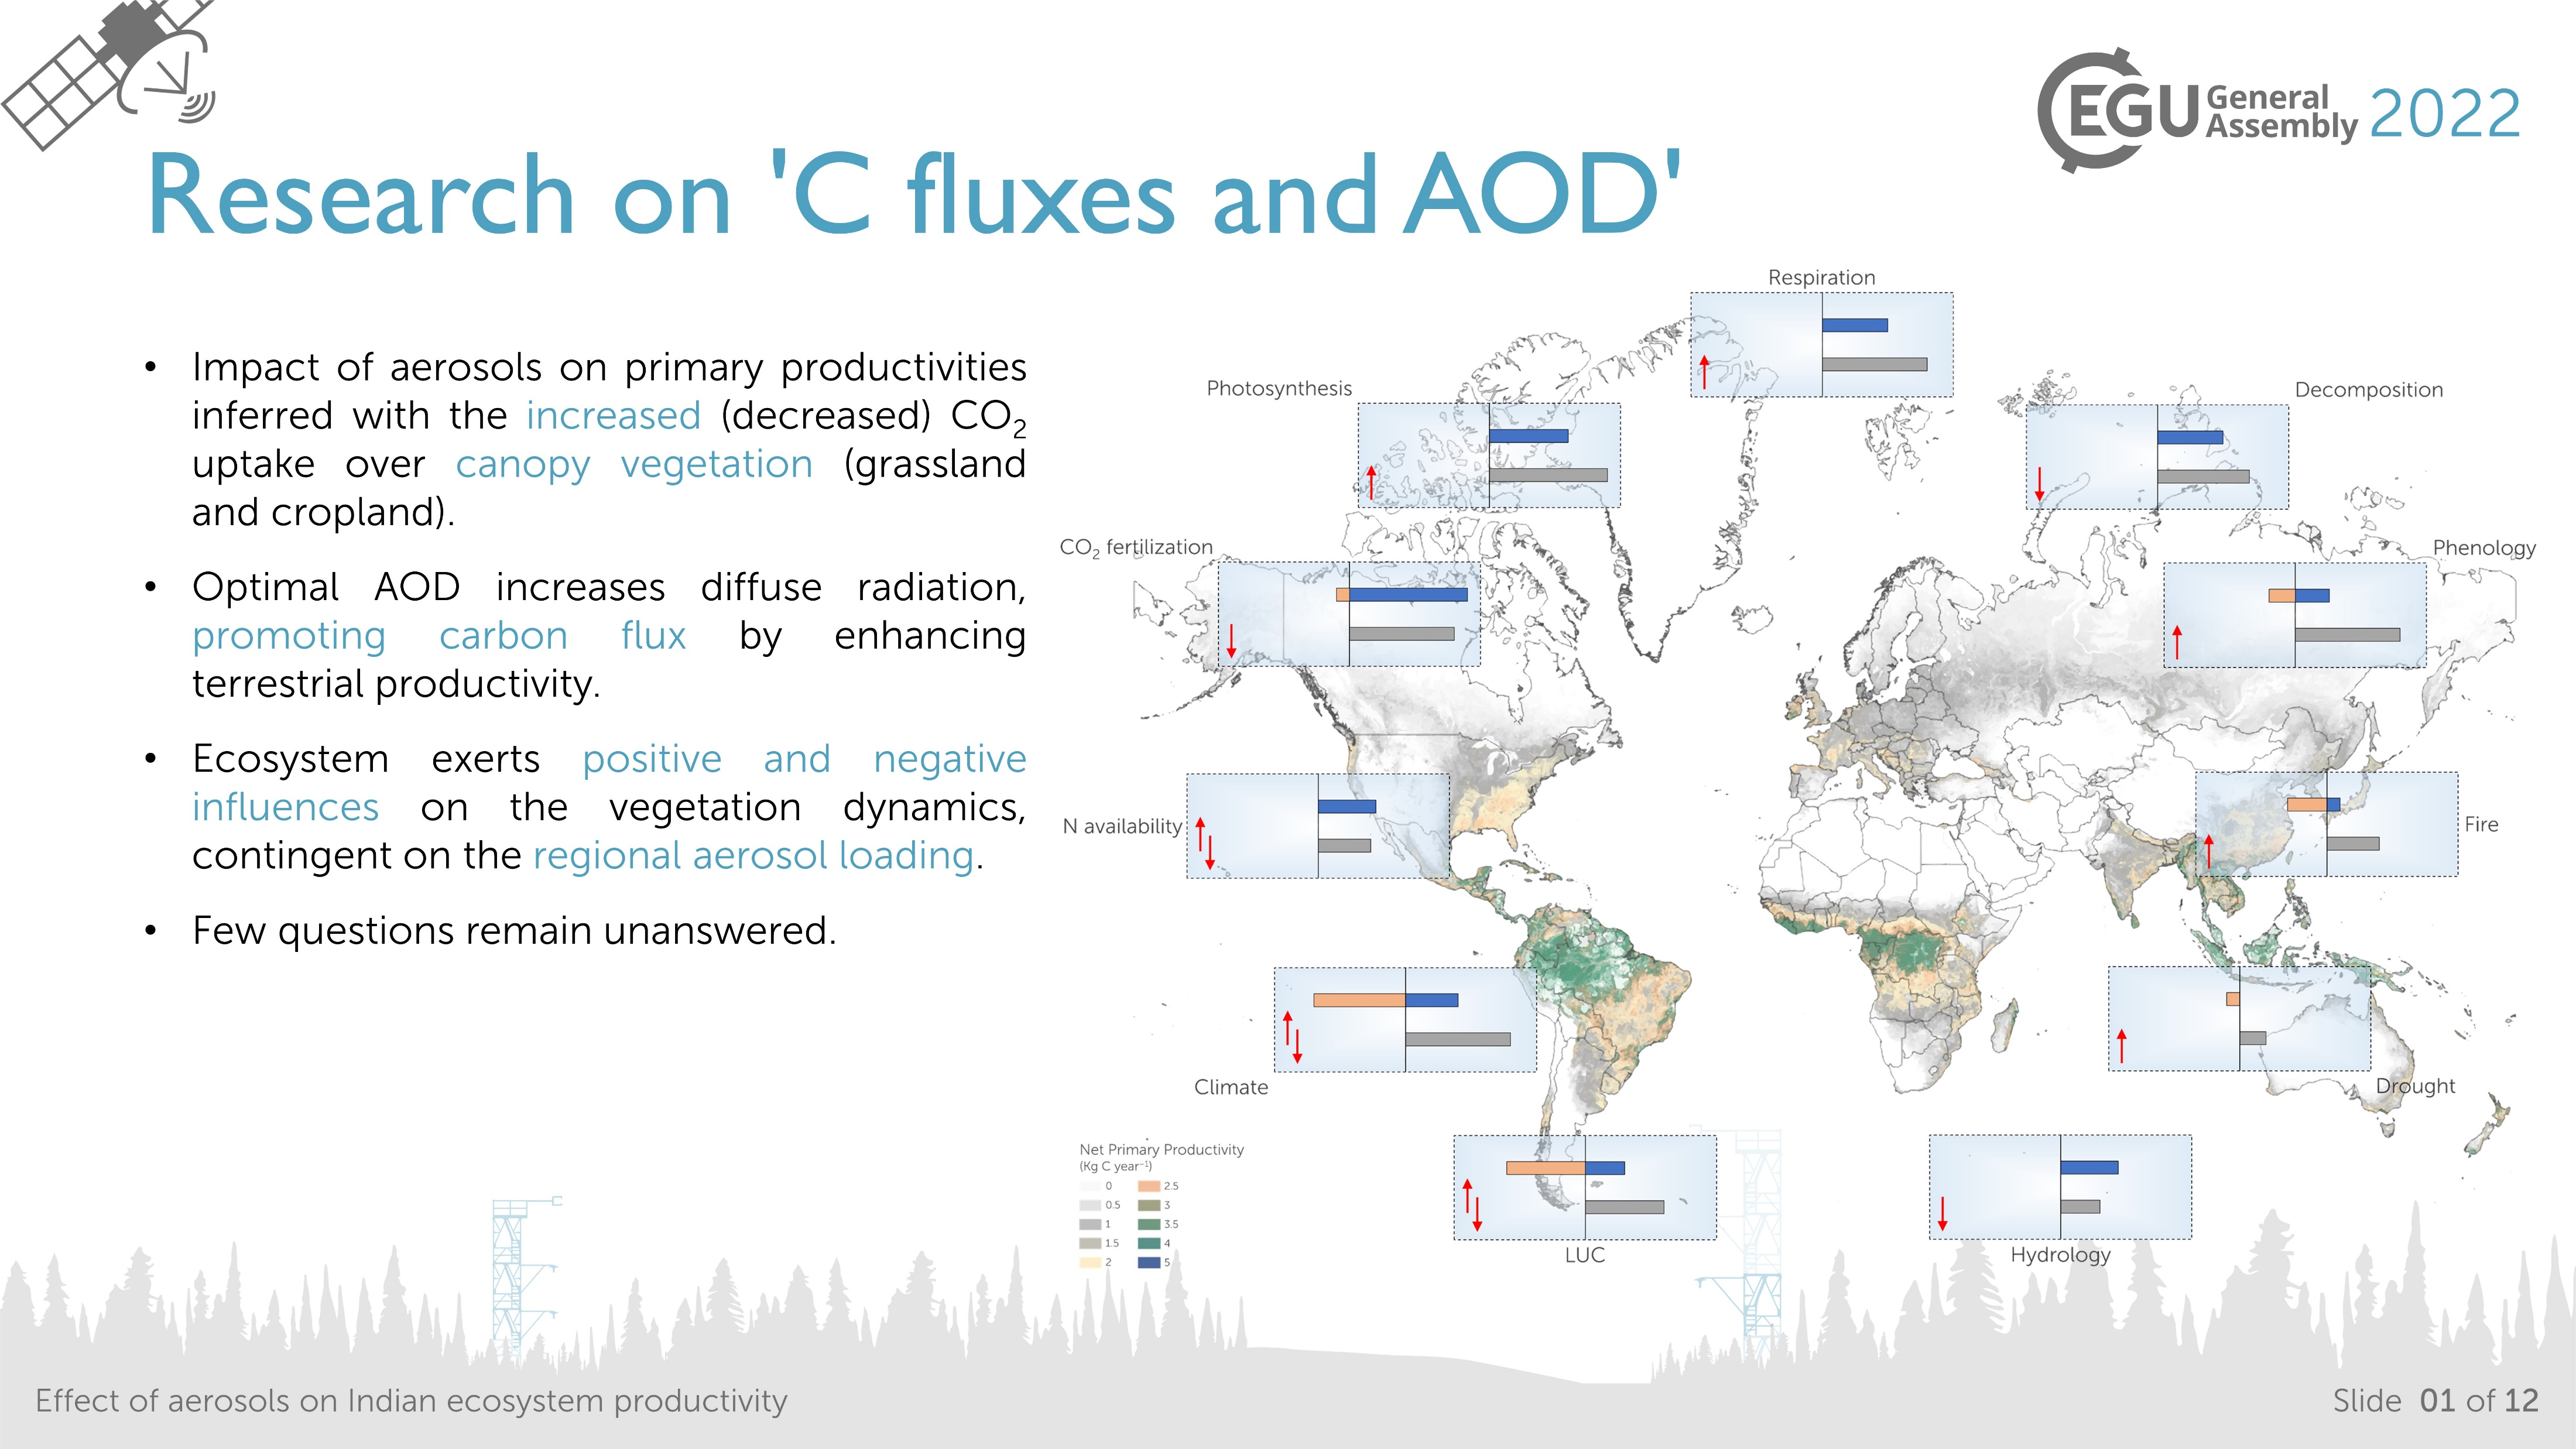 EGU General
Assembly 2022
Research on 'C fluxes and AOD'
• Impact of aerosols on primary productivities
inferred with the increased (decreased) CO₂
uptake over canopy vegetation (grassland
and cropland).
• Optimal AOD increases diffuse radiation,
promoting carbon flux by enhancing
terrestrial productivity.
• Ecosystem exerts positive and negative
influences on the vegetation dynamics,
contingent on the regional aerosol loading.
• Few questions remain unanswered.
Respiration
Photosynthesis
Decomposition
CO₂ fertilization
Phenology
N availability
Fire
Climate
Drought
LUC
Hydrology
Net Primary Productivity
(Kg C year⁻¹)
0 2.5
0.5 3
1 3.5
1.5 4
2 5
Effect of aerosols on Indian ecosystem productivity
Slide 01 of 12